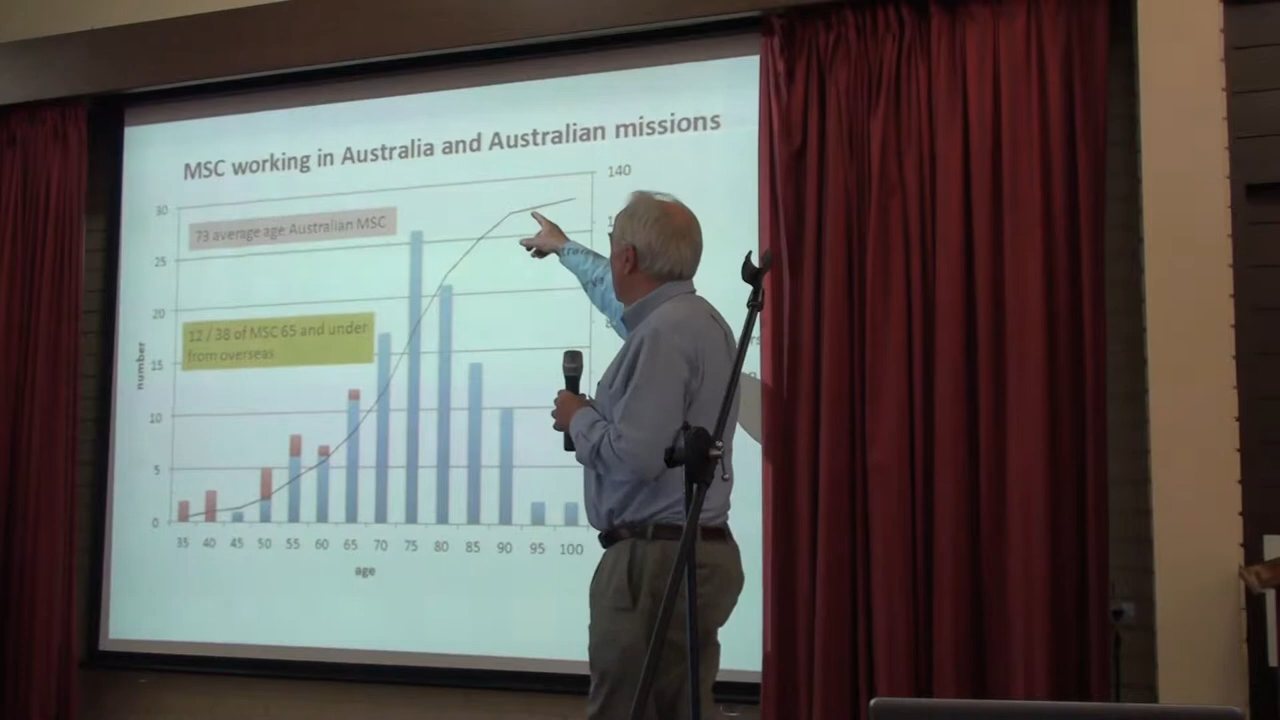 MSC working in Australia and Australian missions
140
30
73 average age Australian MSC
25
20
12 / 38 of MSC 65 and under
from overseas
number
15
10
5
0
35 40 45 50 55 60 65 70 75 80 85 90 95 100
age